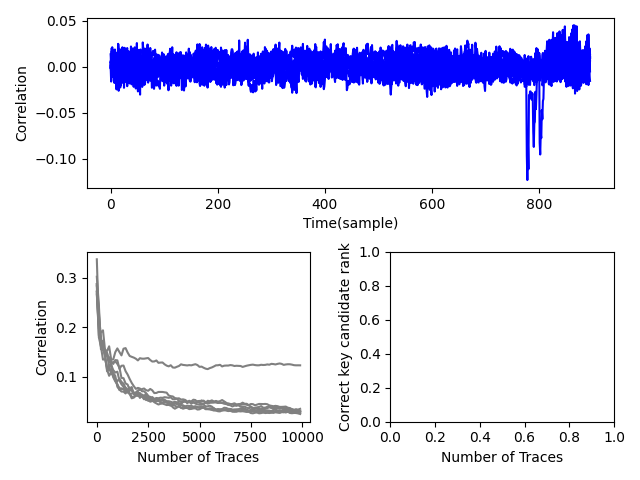 0.05
0.00
−0.05
−0.10
Correlation
0 200 400 600 800
Time(sample)
0.3
0.2
0.1
Correlation
0 2500 5000 7500 10000
Number of Traces
1.0
0.8
0.6
0.4
0.2
0.0
Correct key candidate rank
0.0 0.2 0.4 0.6 0.8 1.0
Number of Traces